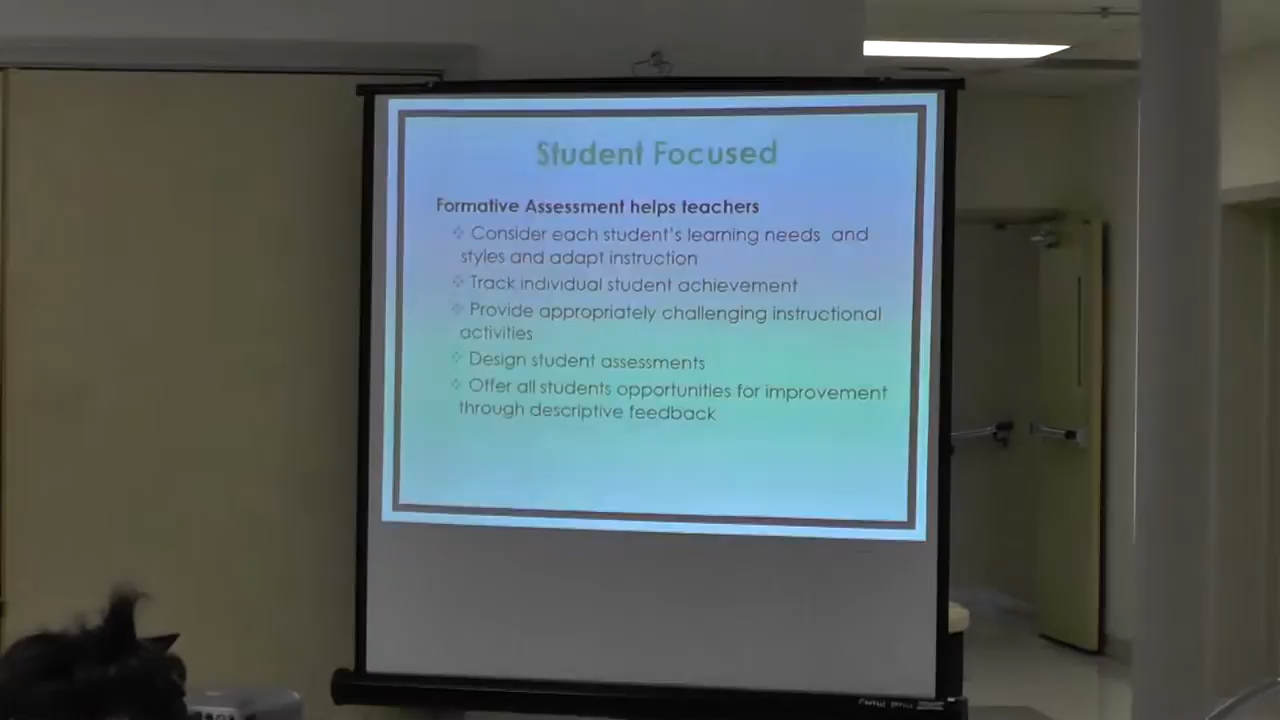 Student Focused
Formative Assessment helps teachers
Consider each student's learning needs and
styles and adapt instruction
Track individual student achievement
Provide appropriately challenging instructional
activities
Design student assessments
Offer all students opportunities for improvement
through descriptive feedback